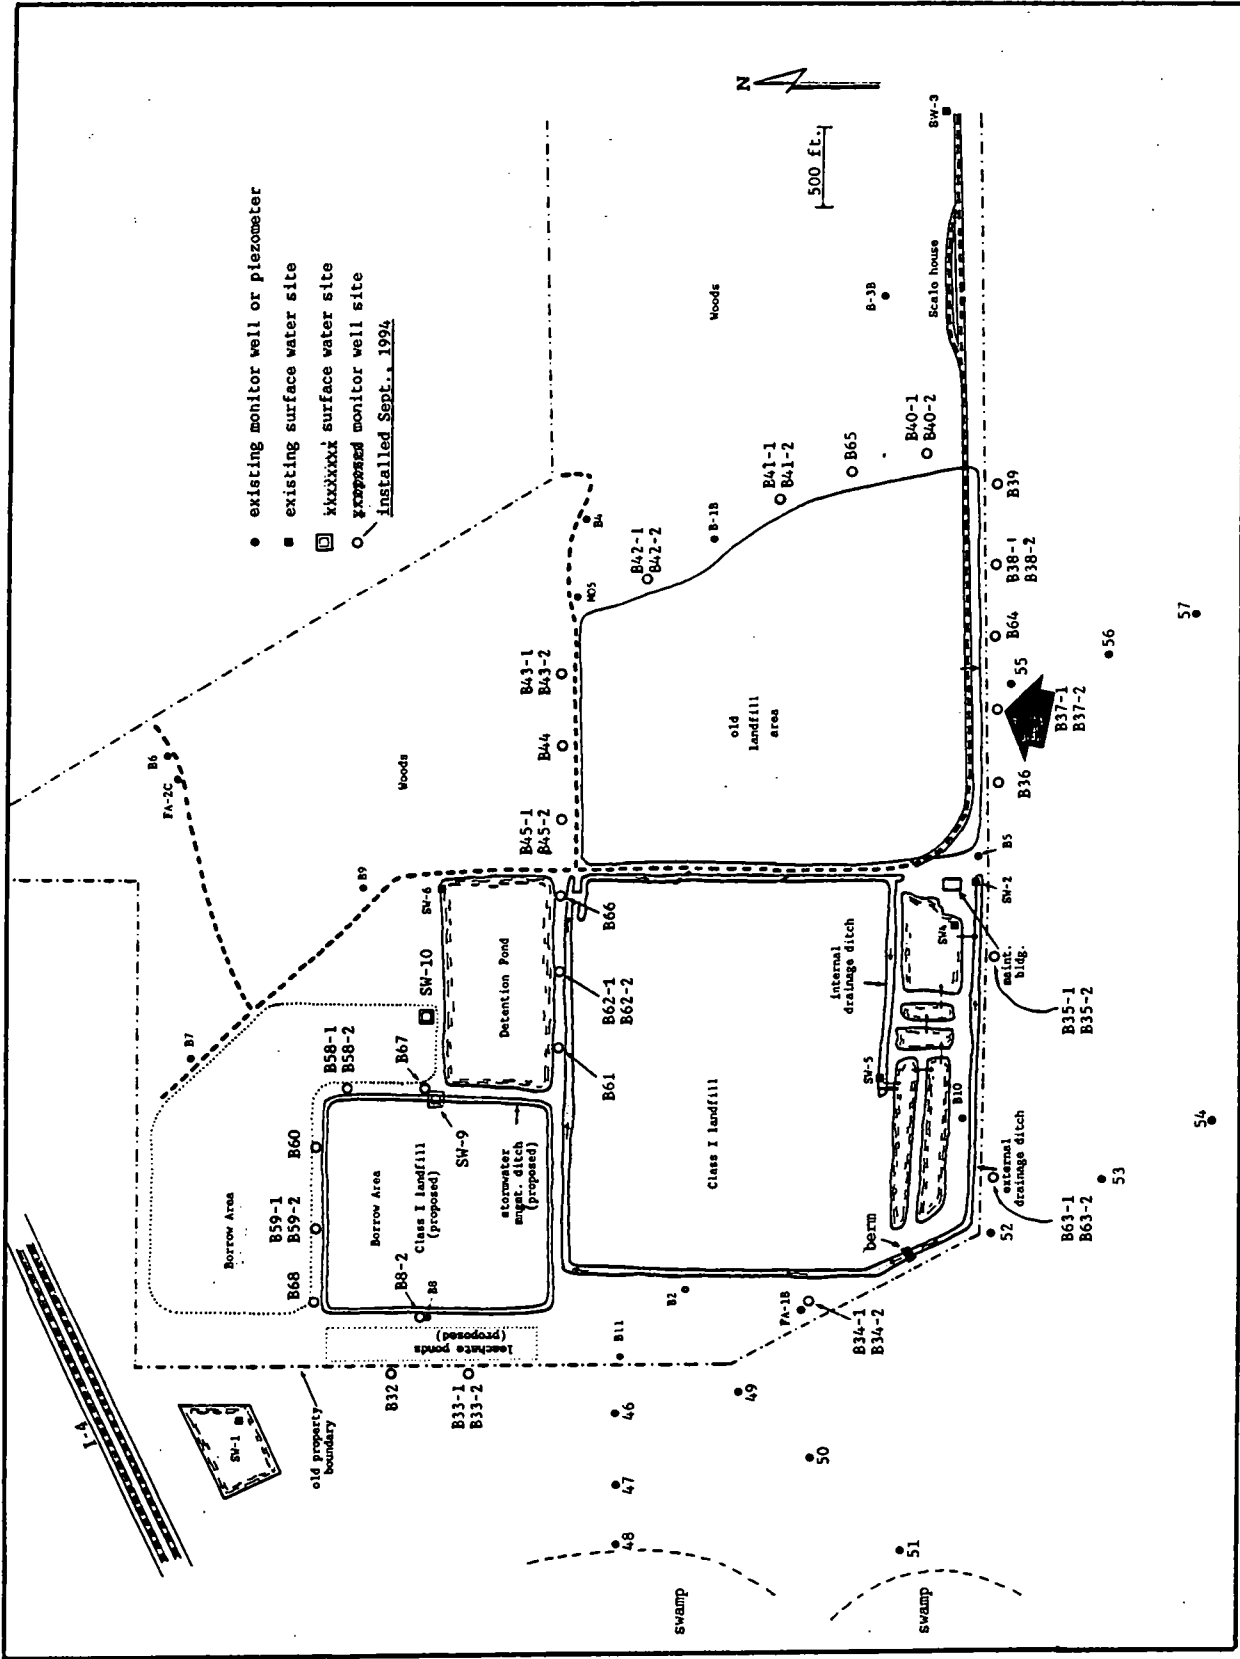 I-4
SW-1
old property
boundary
Borrow Area
B7
B9
FA-2C
B6
B68
B59-1
B59-2
B60
B58-1
B58-2
B67
SW-10
SW-9
SW-6
Borrow Area
Class I landfill
(proposed)
stormwater
mngmt. ditch
(proposed)
B8-2
B8
leachate ponds
(proposed)
B32
B33-1
B33-2
Detention Pond
Woods
existing monitor well or piezometer
existing surface water site
xxxxxxx surface water site
monitor well site
installed Sept., 1994
B61
B62-1
B62-2
B66
B45-1
B45-2
B44
B43-1
B43-2
MO5
B4
B42-1
B42-2
B-1B
B41-1
B41-2
B65
B40-1
B40-2
Woods
B-3B
N
500 ft.
Scale house
SW-3
48
47
46
B11
B2
49
50
51
swamp
swamp
FA-1B
B34-1
B34-2
Class I landfill
old
landfill
area
internal
drainage ditch
SW-5
SW4
SW-2
B10
berm
maint.
bldg.
B5
external
drainage ditch
52
53
54
B63-1
B63-2
B35-1
B35-2
B36
B37-1
B37-2
55
56
57
B64
B38-1
B38-2
B39